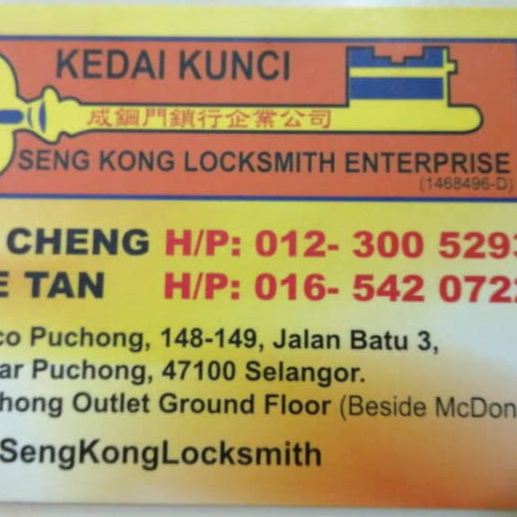 KEDAI KUNCI
成鋼門鎖行企業公司
SENG KONG LOCKSMITH ENTERPRISE
(1468496-D)
CHENG H/P: 012- 300 5293
E TAN H/P: 016- 542 0722
co Puchong, 148-149, Jalan Batu 3,
ar Puchong, 47100 Selangor.
hong Outlet Ground Floor (Beside McDon
SengKongLocksmith